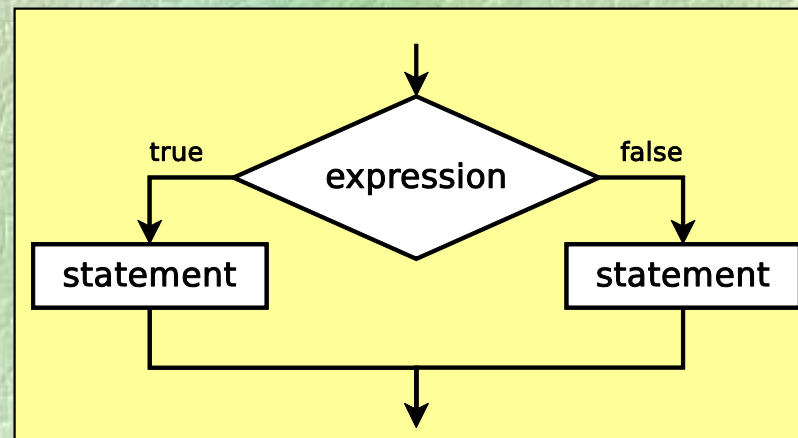 true
false
expression
statement
statement